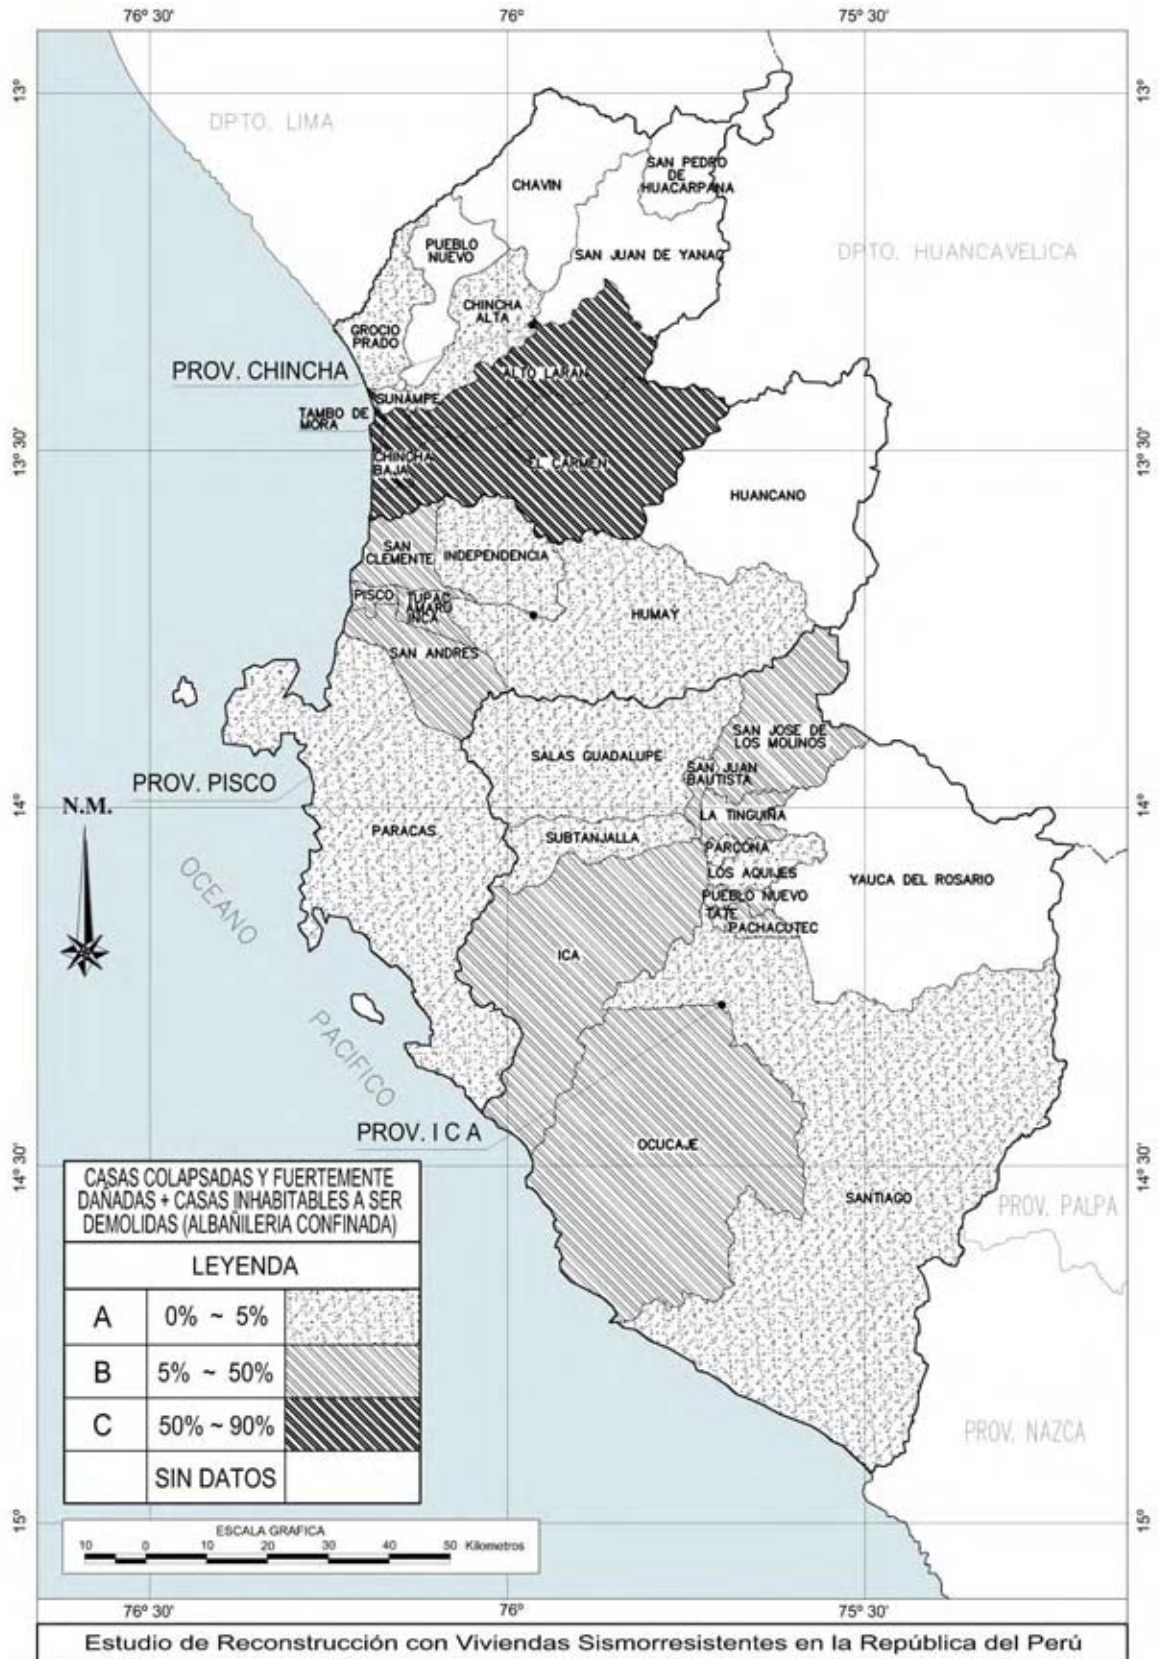 76º 30'
76º
75º 30'
13º
13º
DPTO. LIMA
SAN PEDRO
DE
HUACARPANA
CHAVIN
PUEBLO
NUEVO
SAN JUAN DE YANAC
DPTO. HUANCAVELICA
CHINCHA
ALTA
GROCIO
PRADO
PROV. CHINCHA
ALTO LARAN
SUNAMPE
TAMBO DE
MORA
13º 30'
13º 30'
CHINCHA
BAJA
EL CARMEN
HUANCANO
SAN
CLEMENTE
INDEPENDENCIA
PISCO
TUPAC
AMARU
INCA
HUMAY
SAN ANDRES
SAN JOSE DE
LOS MOLINOS
SALAS GUADALUPE
SAN JUAN
BAUTISTA
PROV. PISCO
N.M.
14º
14º
LA TINGUIÑA
PARACAS
SUBTANJALLA
PARCONA
LOS AQUIJES
YAUCA DEL ROSARIO
PUEBLO NUEVO
TATE
PACHACUTEC
OCEANO
ICA
PACIFICO
PROV. I C A
OCUCAJE
14º 30'
14º 30'
SANTIAGO
PROV. PALPA
CASAS COLAPSADAS Y FUERTEMENTE
DAÑADAS + CASAS INHABITABLES A SER
DEMOLIDAS (ALBAÑILERIA CONFINADA)
LEYENDA
A 0% ~ 5%
B 5% ~ 50%
C 50% ~ 90%
SIN DATOS
PROV. NAZCA
15º
15º
ESCALA GRAFICA
10 0 10 20 30 40 50 Kilometros
76º 30'
76º
75º 30'
Estudio de Reconstrucción con Viviendas Sismorresistentes en la República del Perú